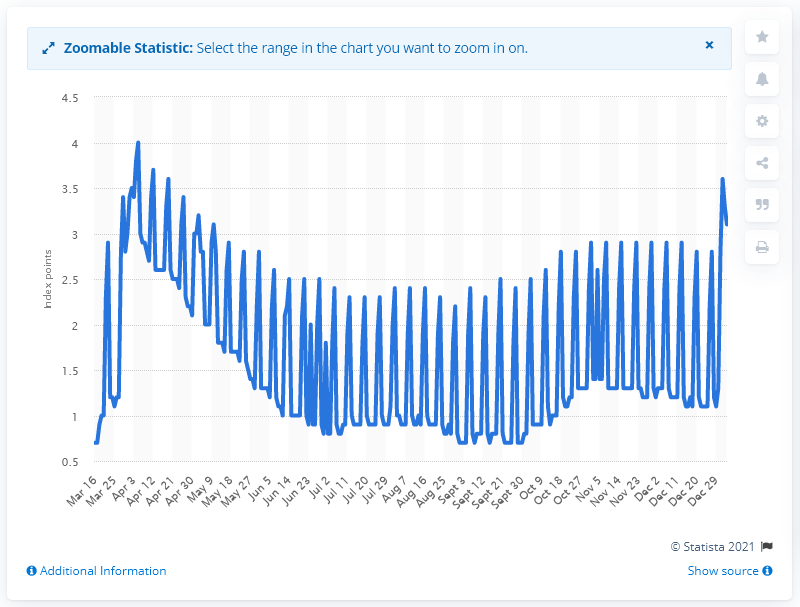 Zoomable Statistic: Select the range in the chart you want to zoom in on. ×
4.5
4
3.5
3
2.5
2
1.5
1
0.5
Index points
Mar 16
Mar 25
Apr 3
Apr 12
Apr 21
Apr 30
May 9
May 18
May 27
Jun 5
Jun 14
Jun 23
Jul 2
Jul 11
Jul 20
Jul 29
Aug 7
Aug 16
Aug 25
Sept 3
Sept 12
Sept 21
Sept 30
Oct 9
Oct 18
Oct 27
Nov 5
Nov 14
Nov 23
Dec 2
Dec 11
Dec 20
Dec 29
© Statista 2021
Additional Information
Show source